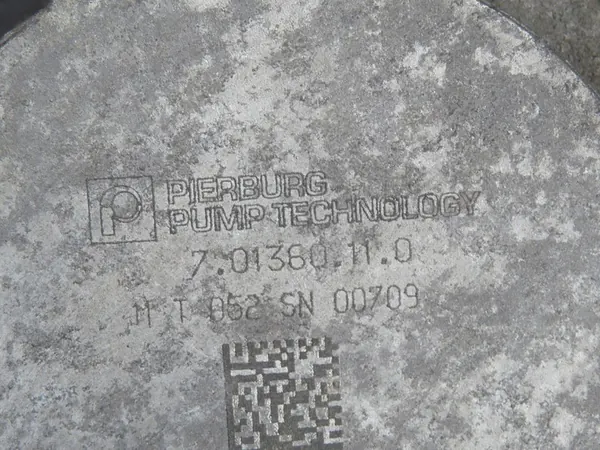 PIERBURG
PUMP-TECHNOLOGY
7.01360.11.0
M T 052 SN 00709